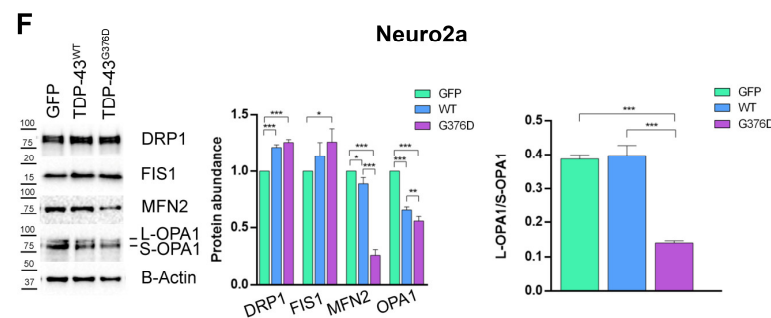 F
Neuro2a
GFP
TDP-43WT
TDP-43G376D
100
75
DRP1
20
15
FIS1
100
75
MFN2
100
75
L-OPA1
S-OPA1
50
37
B-Actin
GFP
WT
G376D
Protein abundance
1.5
1.0
0.5
0.0
*** *
*** *** ***
* *** ***
**
DRP1 FIS1 MFN2 OPA1
GFP
WT
G376D
L-OPA1/S-OPA1
0.5
0.4
0.3
0.2
0.1
0.0
***
***